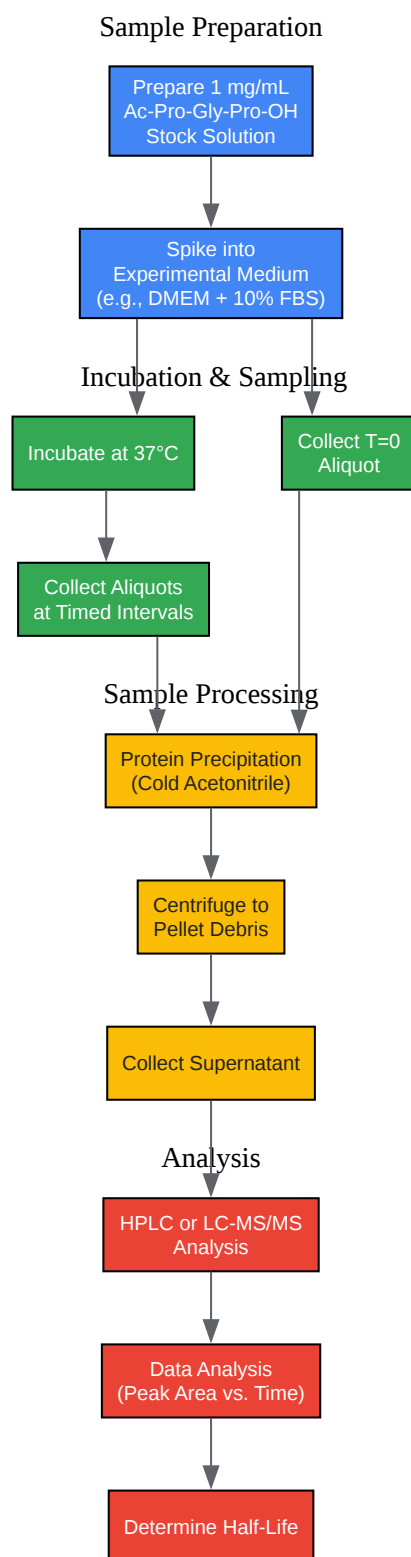 Sample Preparation
Prepare 1 mg/mL
Ac-Pro-Gly-Pro-OH
Stock Solution
Spike into
Experimental Medium
(e.g., DMEM + 10% FBS)
Incubation & Sampling
Incubate at 37°C
Collect T=0
Aliquot
Collect Aliquots
at Timed Intervals
Sample Processing
Protein Precipitation
(Cold Acetonitrile)
Centrifuge to
Pellet Debris
Collect Supernatant
Analysis
HPLC or LC-MS/MS
Analysis
Data Analysis
(Peak Area vs. Time)
Determine Half-Life